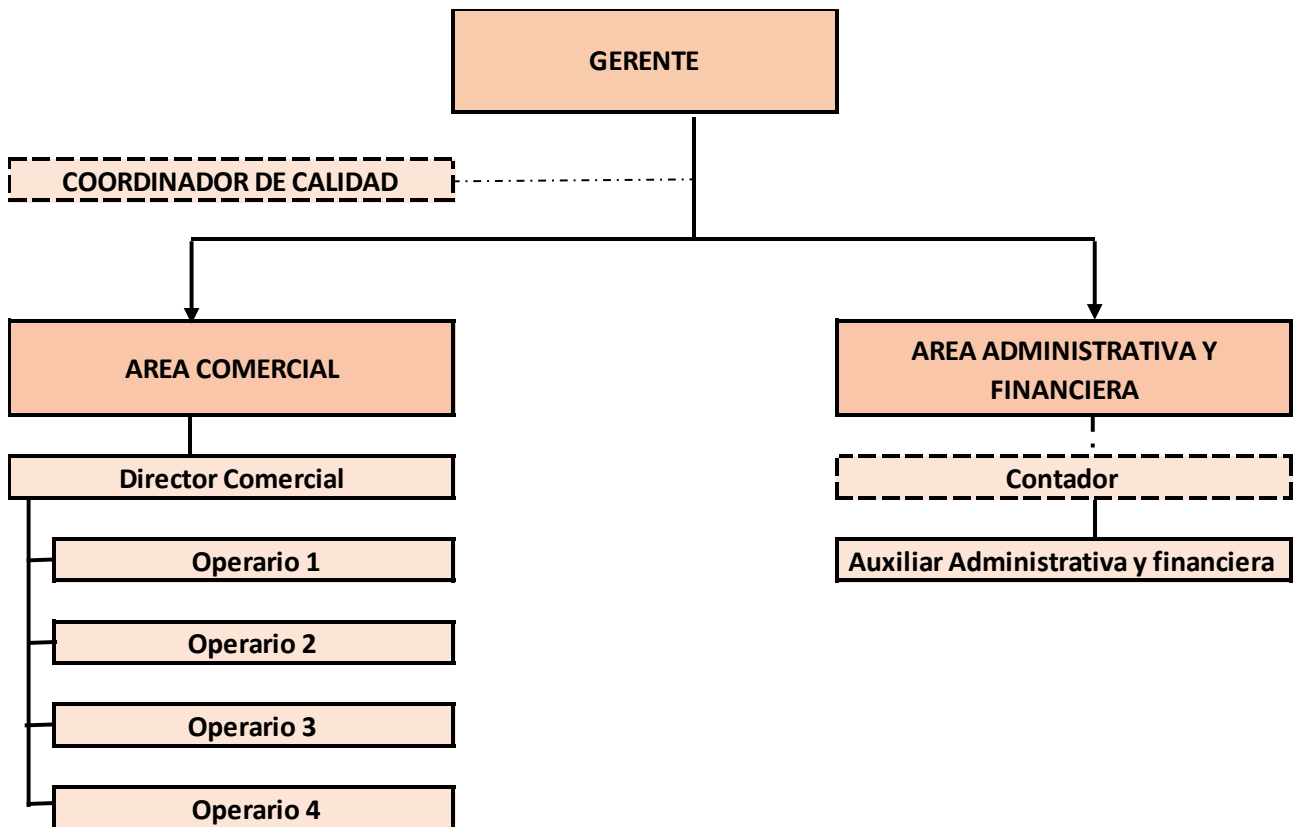 GERENTE
COORDINADOR DE CALIDAD
AREA COMERCIAL
AREA ADMINISTRATIVA Y
FINANCIERA
Director Comercial
Contador
Operario 1
Auxiliar Administrativa y financiera
Operario 2
Operario 3
Operario 4